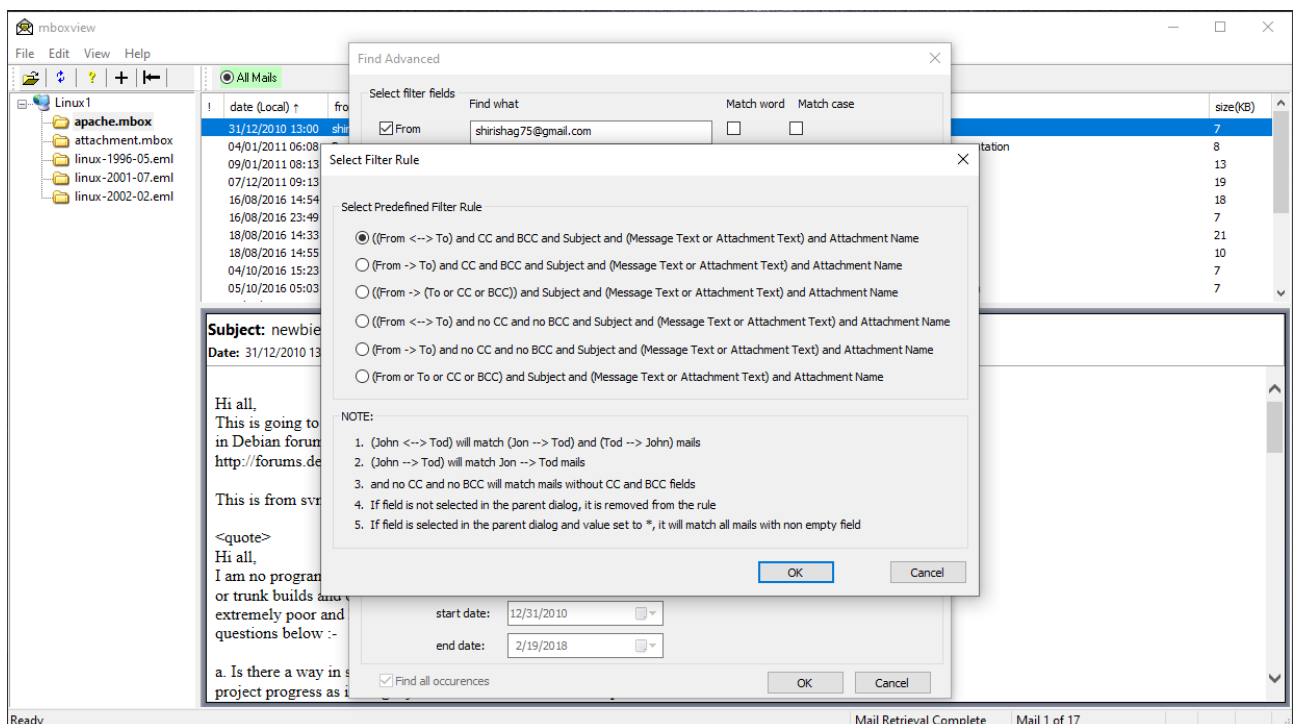 mboxview
File Edit View Help
All Mails
Linux1
apache.mbox
attachment.mbox
linux-1996-05.eml
linux-2001-07.eml
linux-2002-02.eml
! date (Local) ↑ fro size(KB)
31/12/2010 13:00 shir 7
04/01/2011 06:08 tation 8
09/01/2011 08:13 13
07/12/2011 09:13 19
16/08/2016 14:54 18
16/08/2016 23:49 7
18/08/2016 14:33 21
18/08/2016 14:55 10
04/10/2016 15:23 7
05/10/2016 05:03 7
Find Advanced
Select filter fields
Find what Match word Match case
From shirishag75@gmail.com
Select Filter Rule
Select Predefined Filter Rule
((From <--> To) and CC and BCC and Subject and (Message Text or Attachment Text) and Attachment Name
(From -> To) and CC and BCC and Subject and (Message Text or Attachment Text) and Attachment Name
((From -> (To or CC or BCC)) and Subject and (Message Text or Attachment Text) and Attachment Name
((From <--> To) and no CC and no BCC and Subject and (Message Text or Attachment Text) and Attachment Name
(From -> To) and no CC and no BCC and Subject and (Message Text or Attachment Text) and Attachment Name
(From or To or CC or BCC) and Subject and (Message Text or Attachment Text) and Attachment Name
NOTE:
1. (John <--> Tod) will match (Jon --> Tod) and (Tod --> John) mails
2. (John --> Tod) will match Jon --> Tod mails
3. and no CC and no BCC will match mails without CC and BCC fields
4. If field is not selected in the parent dialog, it is removed from the rule
5. If field is selected in the parent dialog and value set to *, it will match all mails with non empty field
OK Cancel
start date: 12/31/2010
end date: 2/19/2018
Find all occurences
OK Cancel
Subject: newbie
Date: 31/12/2010 13
Hi all,
This is going to
in Debian forum
http://forums.de
This is from svn
<quote>
Hi all,
I am no program
or trunk builds and
extremely poor and
questions below :-
a. Is there a way in s
project progress as i
Ready Mail Retrieval Complete Mail 1 of 17